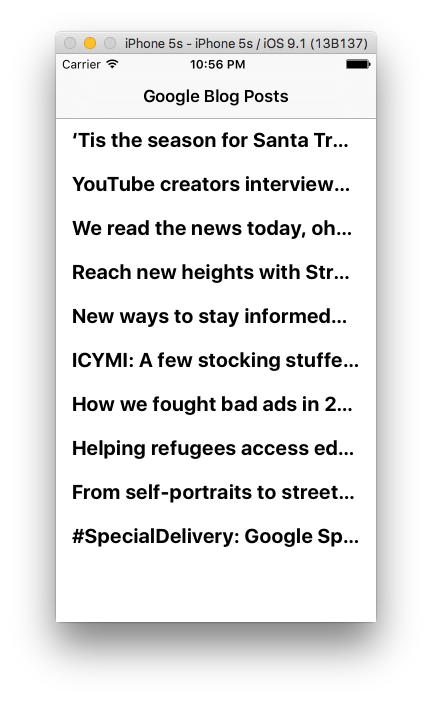 iPhone 5s - iPhone 5s / iOS 9.1 (13B137)
Carrier 10:56 PM
Google Blog Posts
‘Tis the season for Santa Tr...
YouTube creators interview...
We read the news today, oh...
Reach new heights with Str...
New ways to stay informed...
ICYMI: A few stocking stuffe...
How we fought bad ads in 2...
Helping refugees access ed...
From self-portraits to street...
#SpecialDelivery: Google Sp...